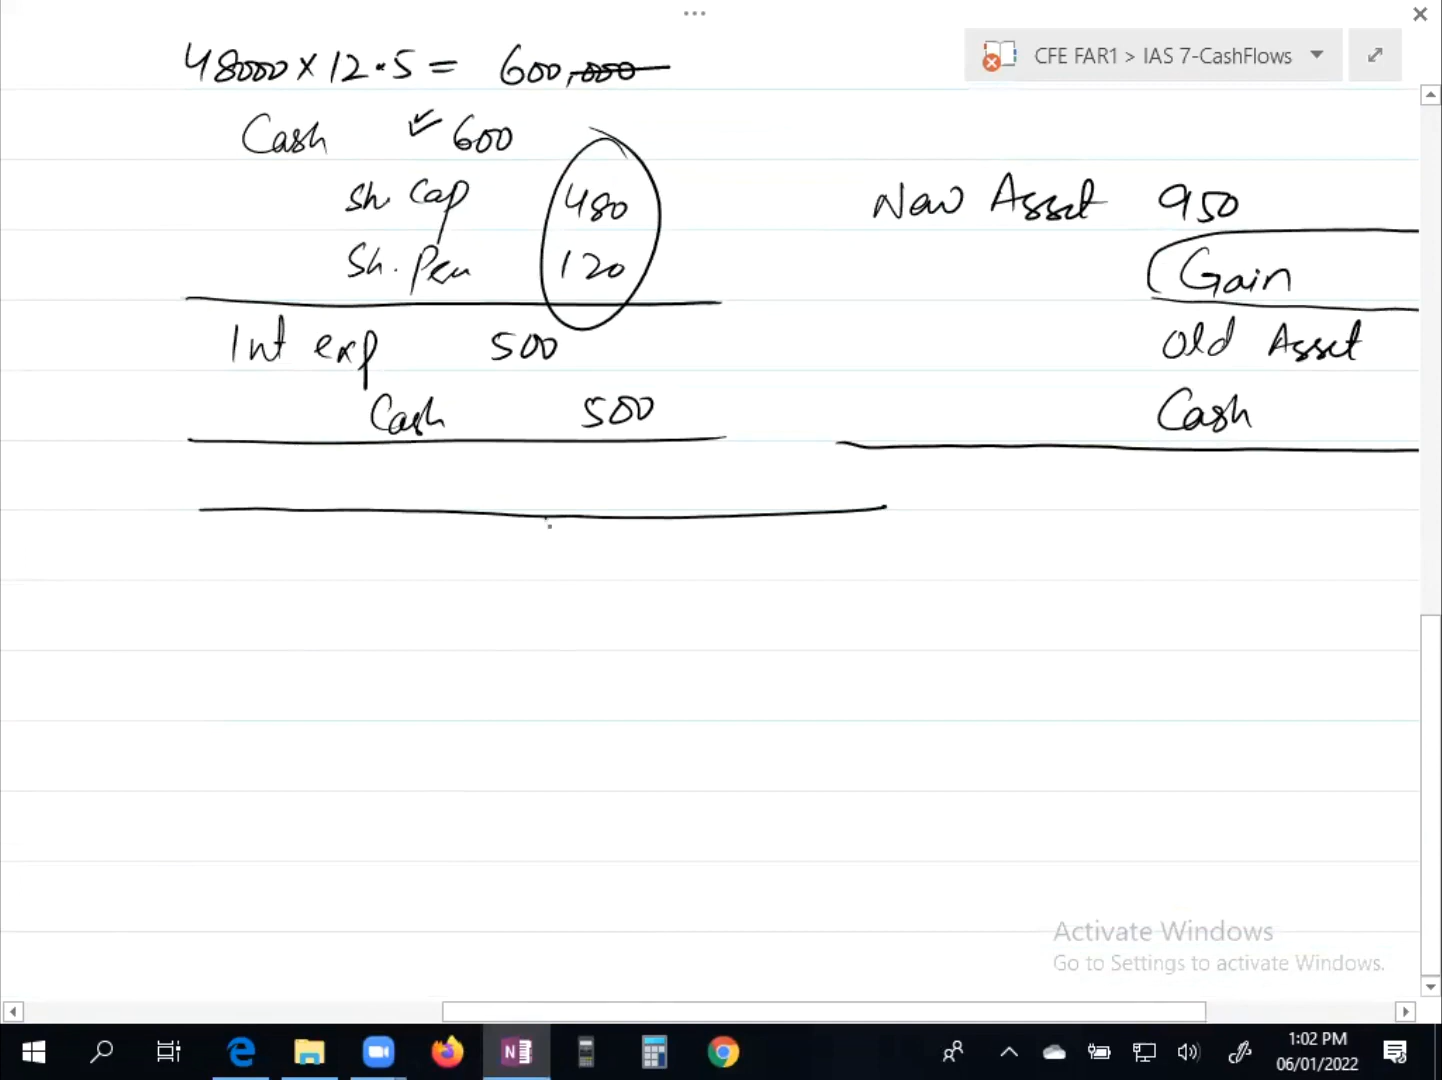 48000 × 12.5 = 600,000
CFE FAR1 > IAS 7-CashFlows
Cash 600
Sh. Cap 480
Sh. Pem 120
Int exp 500
Cash 500
New Asset 950
Gain
Old Asset
Cash
Activate Windows
Go to Settings to activate Windows.
1:02 PM
06/01/2022